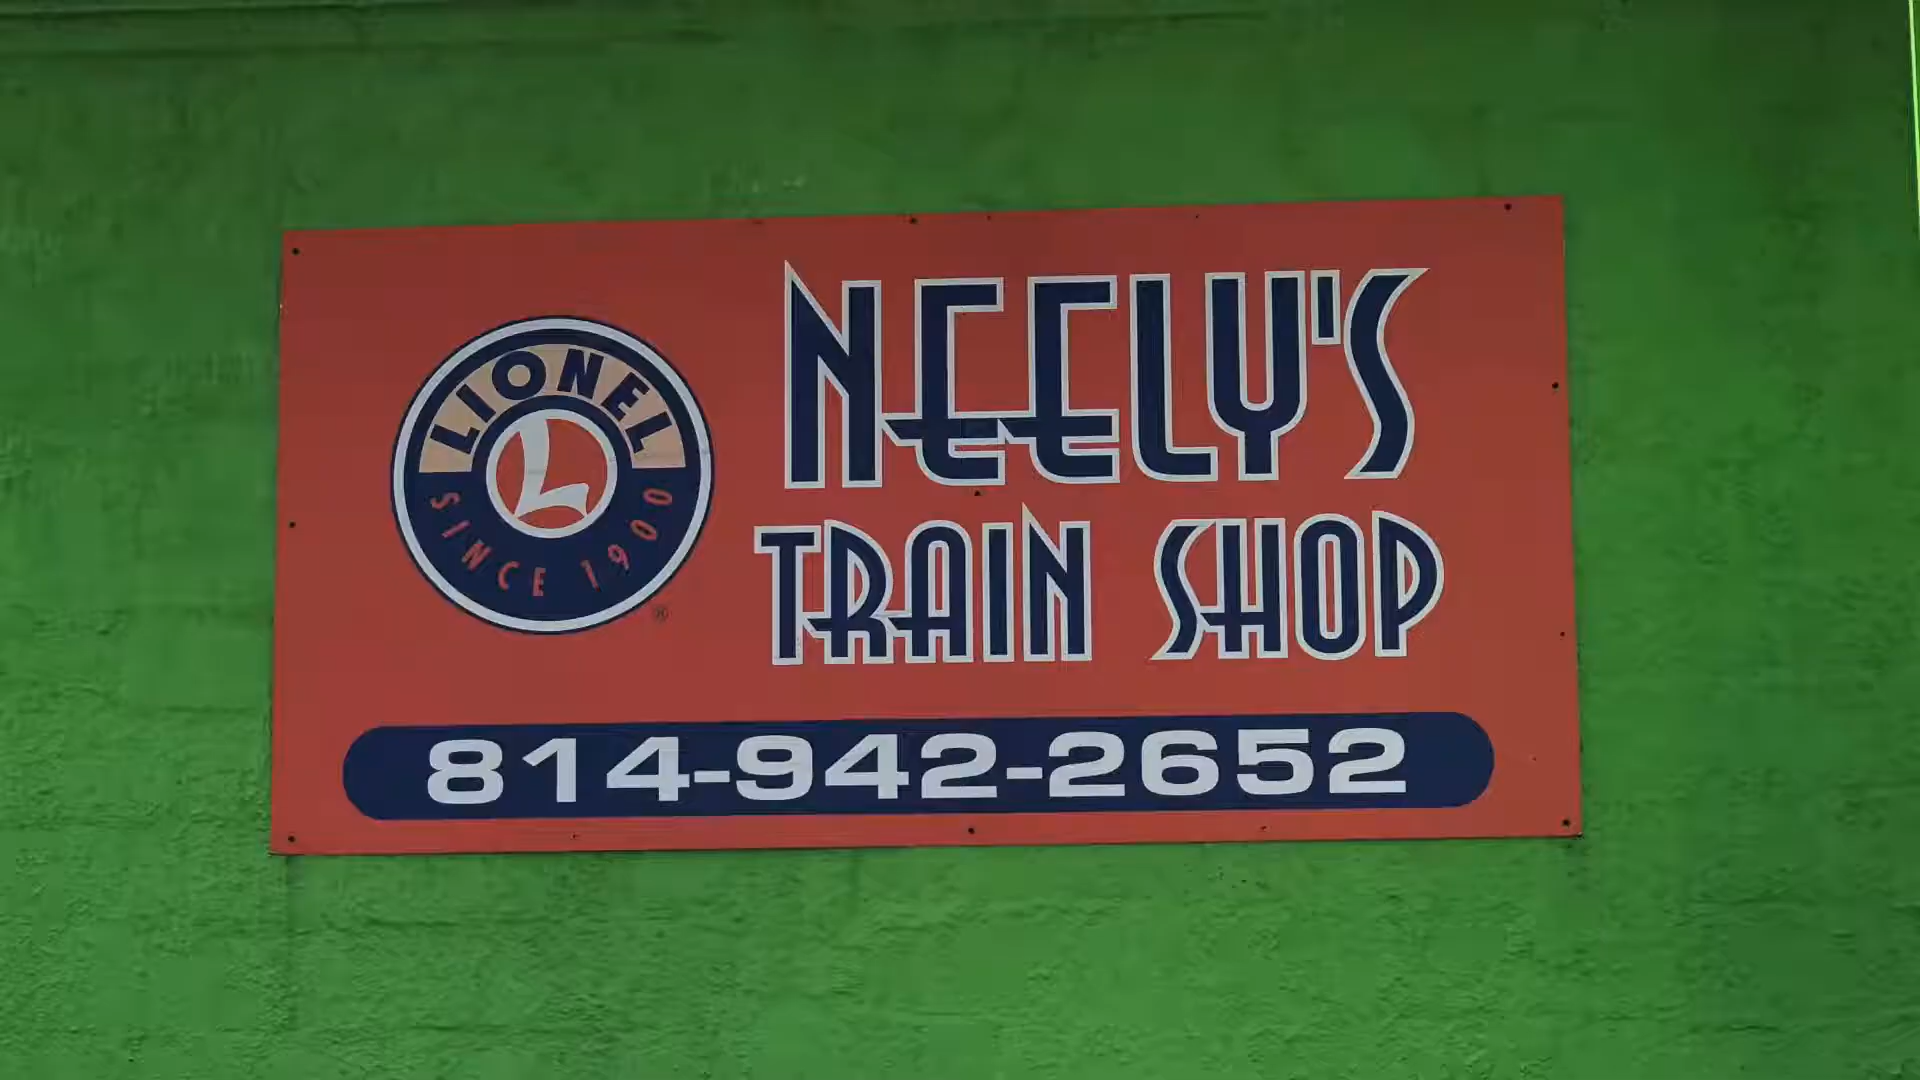 LIONEL
L
SINCE 1900
®
NEELY'S
TRAIN SHOP
814-942-2652